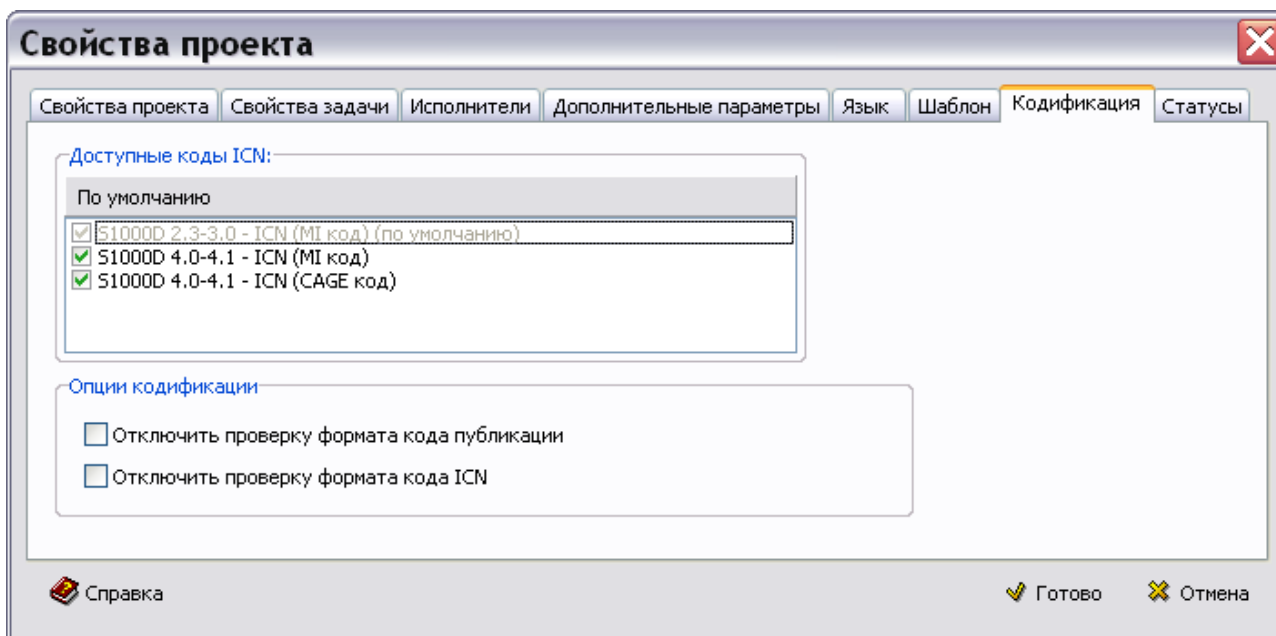 Свойства проекта
Свойства проекта Свойства задачи Исполнители Дополнительные параметры Язык Шаблон Кодификация Статусы
Доступные коды ICN:
По умолчанию
S1000D 2.3-3.0 - ICN (MI код) (по умолчанию)
S1000D 4.0-4.1 - ICN (MI код)
S1000D 4.0-4.1 - ICN (CAGE код)
Опции кодификации
Отключить проверку формата кода публикации
Отключить проверку формата кода ICN
Справка Готово Отмена